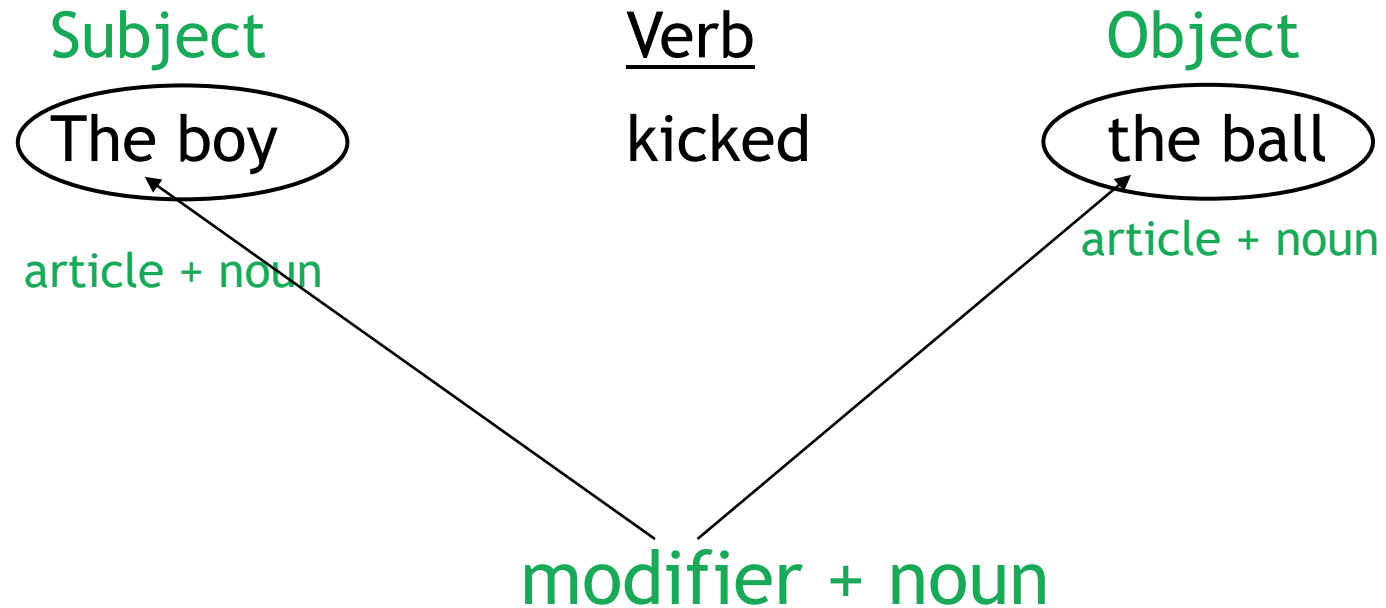 Subject Verb Object
The boy kicked the ball
article + noun article + noun
modifier + noun